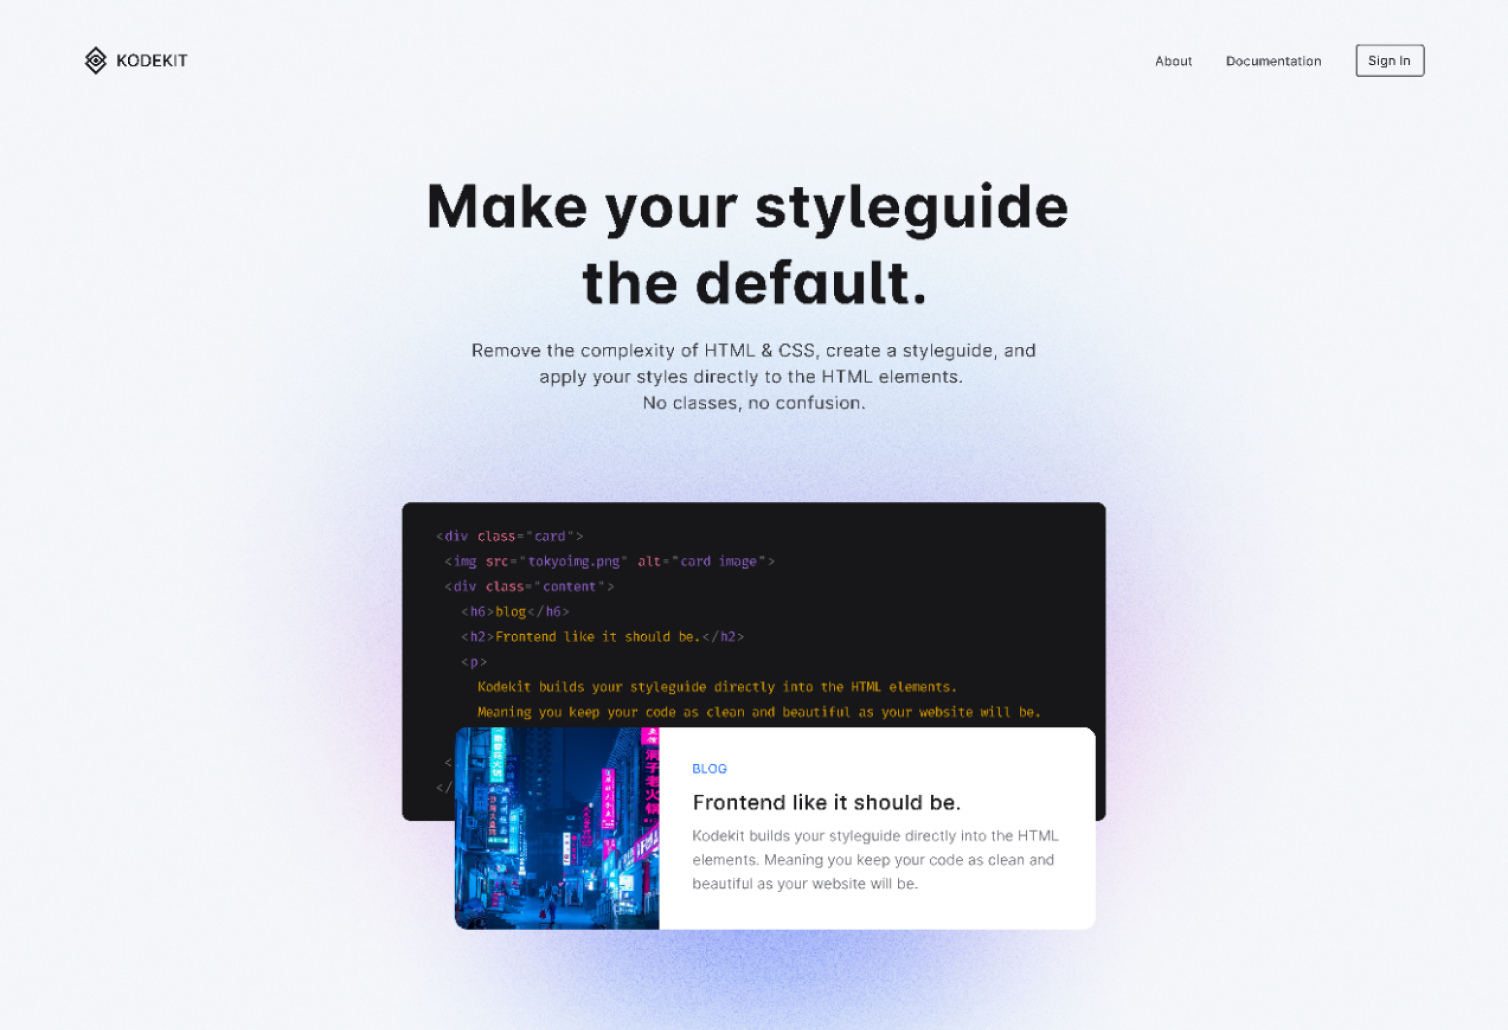 KODEKIT
About
Documentation
Sign In
Make your styleguide
the default.
Remove the complexity of HTML & CSS, create a styleguide, and
apply your styles directly to the HTML elements.
No classes, no confusion.
<div class="card">
<img src="tokyoimg.png" alt="card image">
<div class="content">
<h6>blog</h6>
<h2>Frontend like it should be.</h2>
<p>
Kodekit builds your styleguide directly into the HTML elements.
Meaning you keep your code as clean and beautiful as your website will be.
<
</
BLOG
Frontend like it should be.
Kodekit builds your styleguide directly into the HTML
elements. Meaning you keep your code as clean and
beautiful as your website will be.
洞子老火锅